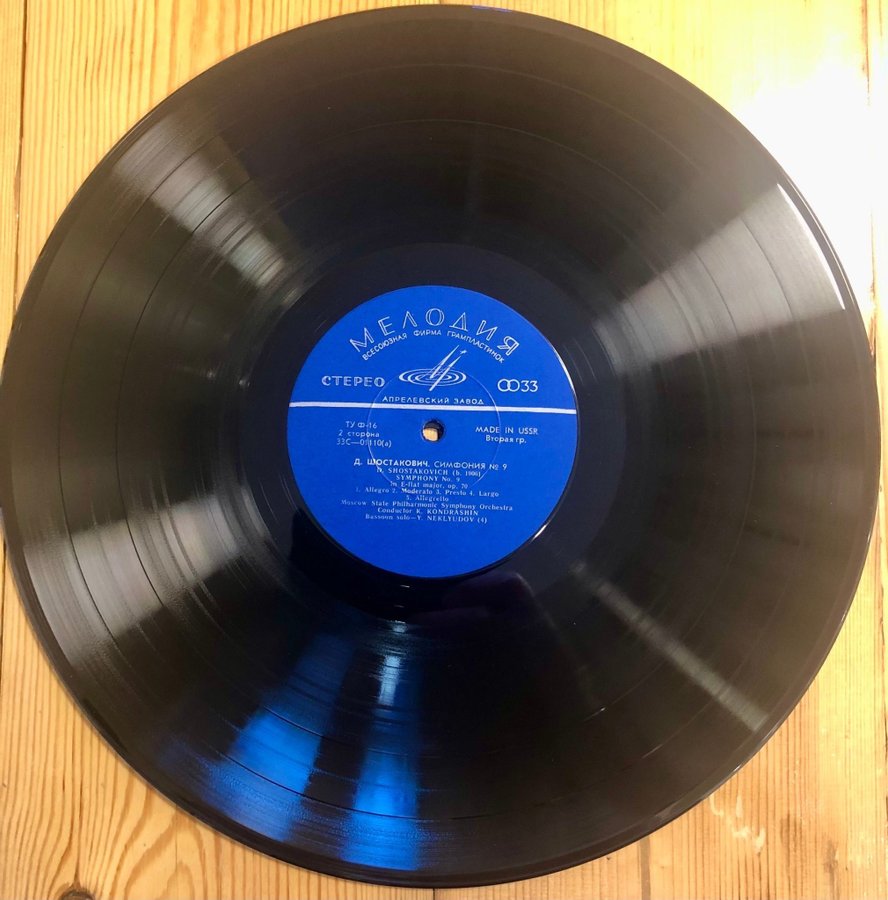 МЕЛОДИЯ
ВСЕСОЮЗНАЯ ФИРМА ГРАМПЛАСТИНОК
СТЕРЕО
33
АПРЕЛЕВСКИЙ ЗАВОД
ТУ Ф-16
2 сторона
MADE IN USSR
Вторая гр.
Д. ШОСТАКОВИЧ. СИМФОНИЯ № 9
D. SHOSTAKOVICH (b. 1906)
SYMPHONY No. 9
in E-flat major, op. 70
1. Allegro 2. Moderato 3. Presto 4. Largo
5. Allegretto
Moscow State Philharmonic Symphony Orchestra
Conductor K. KONDRASHIN
Bassoon solo—Y. NEKLYUDOV (4)